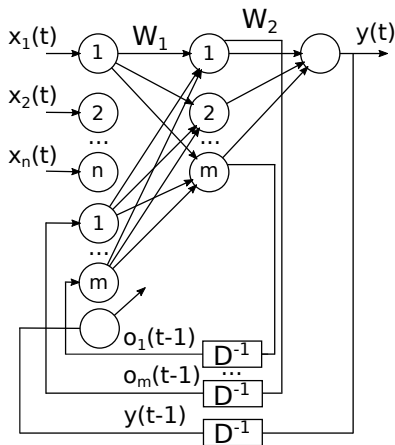 x1(t) 1 W1 1 W2 y(t)
x2(t) 2 2
... ...
xn(t) n m
1
...
m
o1(t-1) D-1
...
om(t-1) D-1
y(t-1) D-1